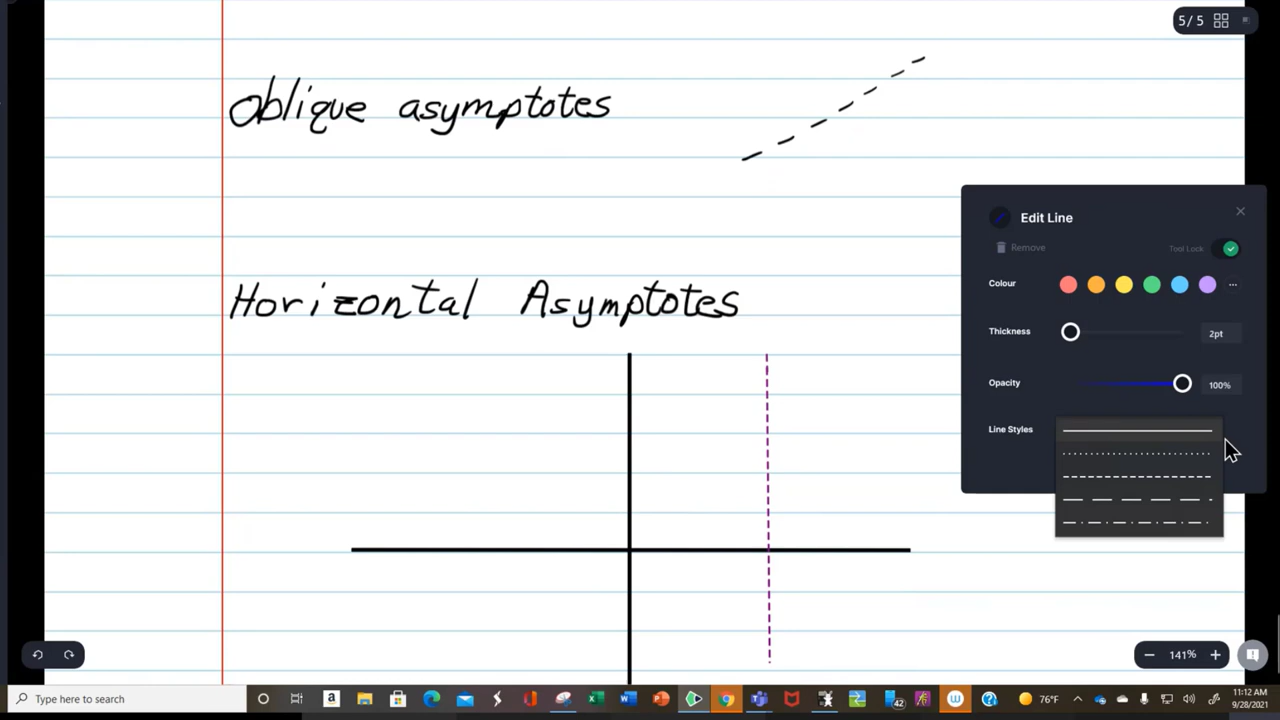 5/5
Oblique asymptotes
Edit Line
Remove
Tool Lock
Colour
Horizontal Asymptotes
Thickness
2pt
Opacity
100%
Line Styles
141%
Type here to search
42
76°F
11:12 AM
9/28/2021